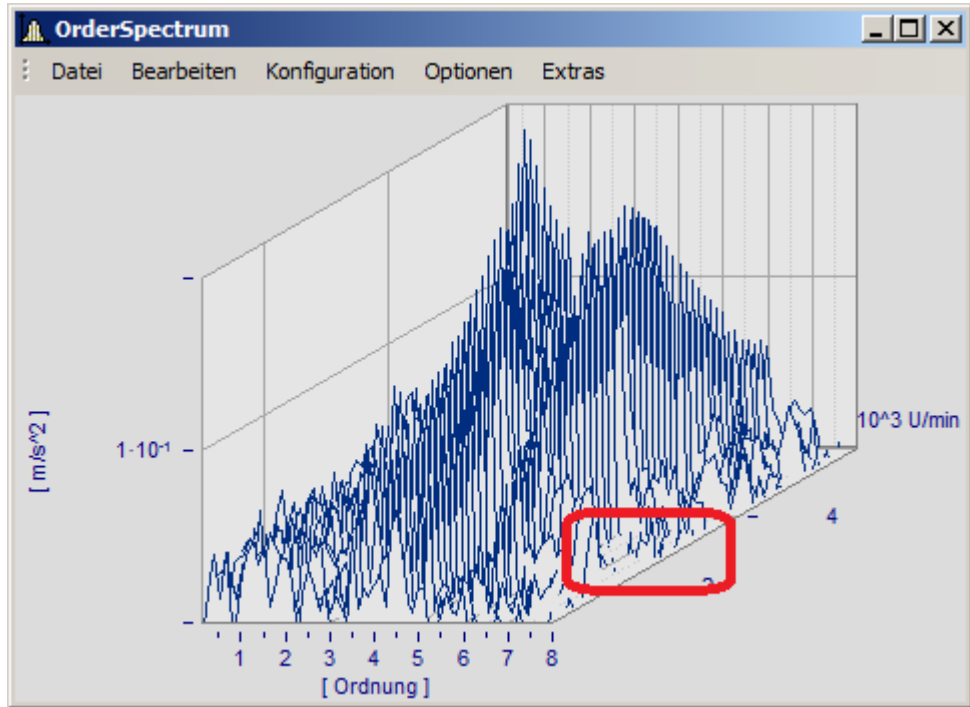 OrderSpectrum
Datei Bearbeiten Konfiguration Optionen Extras
[ m/s^2 ]
1·10⁻¹
10^3 U/min
4
1 2 3 4 5 6 7 8
[ Ordnung ]